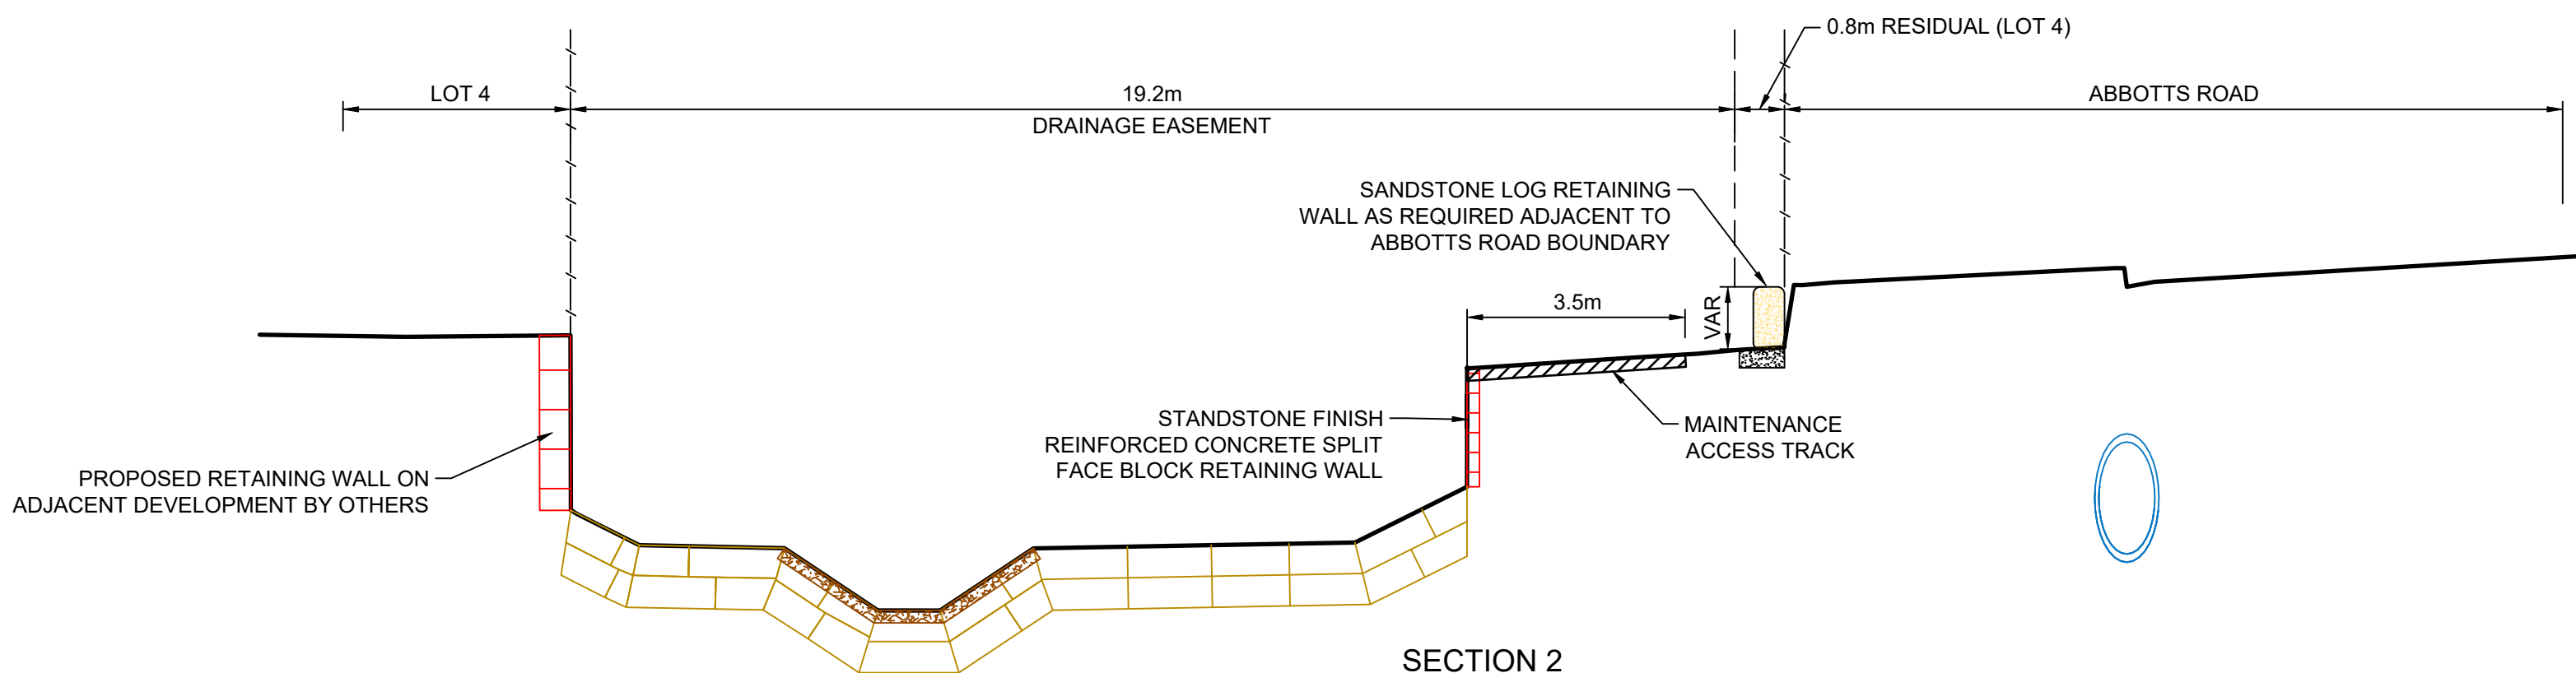 0.8m RESIDUAL (LOT 4)
LOT 4
19.2m
ABBOTTS ROAD
DRAINAGE EASEMENT
SANDSTONE LOG RETAINING
WALL AS REQUIRED ADJACENT TO
ABBOTTS ROAD BOUNDARY
3.5m
VAR
STANDSTONE FINISH
REINFORCED CONCRETE SPLIT
FACE BLOCK RETAINING WALL
MAINTENANCE
ACCESS TRACK
PROPOSED RETAINING WALL ON
ADJACENT DEVELOPMENT BY OTHERS
SECTION 2